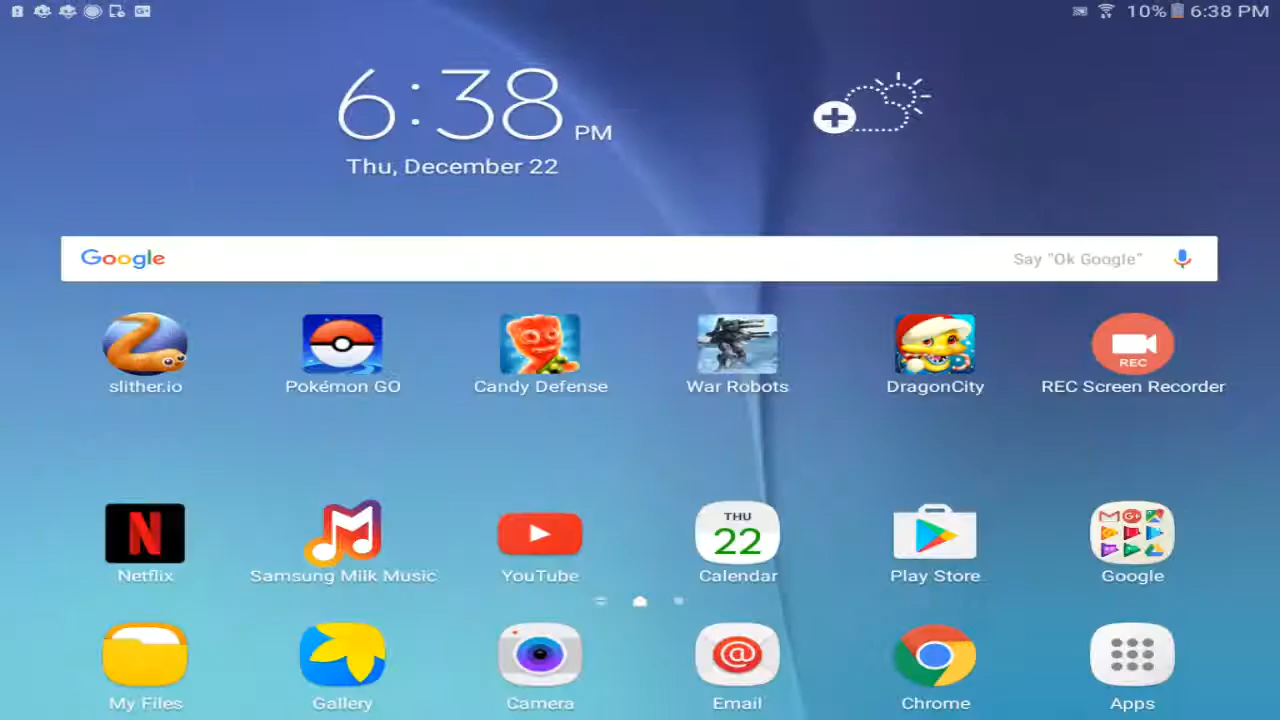 10% 6:38 PM
6:38 PM
Thu, December 22
Google Say "Ok Google"
REC
slither.io Pokémon GO Candy Defense War Robots DragonCity REC Screen Recorder
N THU
22
Netflix Samsung Milk Music YouTube Calendar Play Store Google
@
My Files Gallery Camera Email Chrome Apps